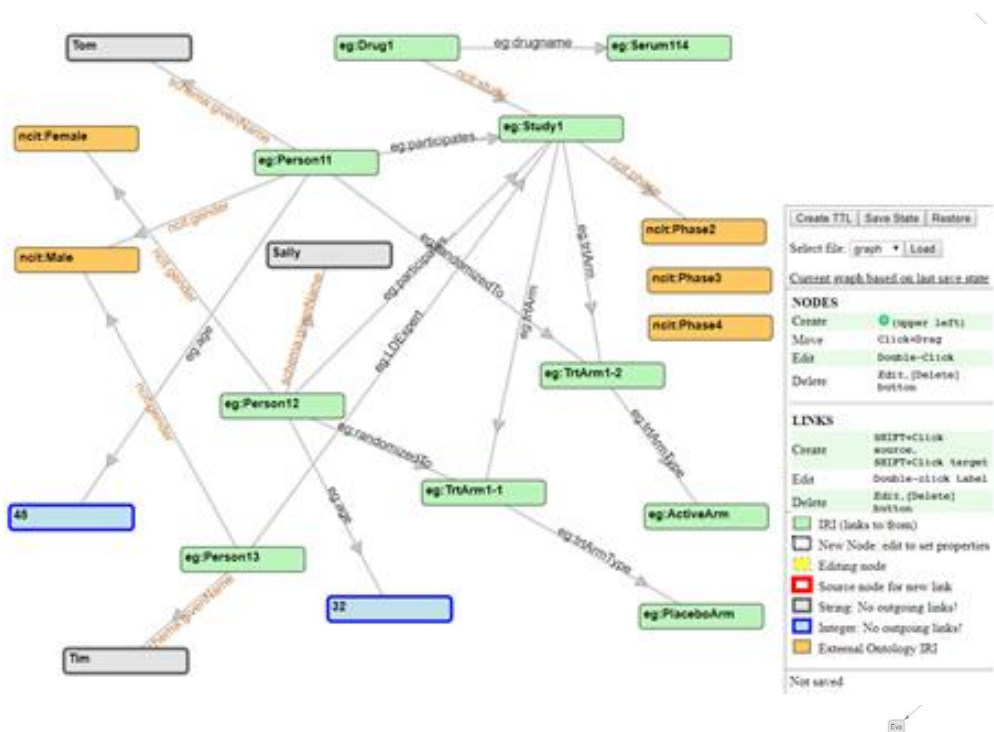 Tom
eg:Drug1
eg:drugname
eg:Serum114
schema:givenName
ncit:study
ncit:Female
eg:Study1
eg:Person11
eg:participates
ncit:gender
ncit:phase
ncit:Phase2
ncit:Male
Sally
ncit:gender
eg:randomizedTo
eg:trtArm
ncit:Phase3
ncit:Phase4
eg:age
schema:givenName
eg:LDExpert
eg:trtArm
eg:TrtArm1-2
ncit:gender
eg:Person12
eg:randomizedTo
eg:trtArmType
eg:TrtArm1-1
eg:age
eg:ActiveArm
eg:Person13
eg:trtArmType
32
eg:PlaceboArm
Tim
Create TTL Save State Restore
Select file: graph Load
Current graph based on last save state
NODES
Create (Upper left)
Move Click+Drag
Edit Double-Click
Delete Edit, [Delete]
button
LINKS
Create SHIFT+Click
source,
SHIFT+Click target
Edit Double-click Label
Delete Edit, [Delete]
button
IRI (links to from)
New Node: edit to set properties
Editing node
Source node for new link
String: No outgoing links!
Integer: No outgoing links!
External Ontology IRI
Not saved